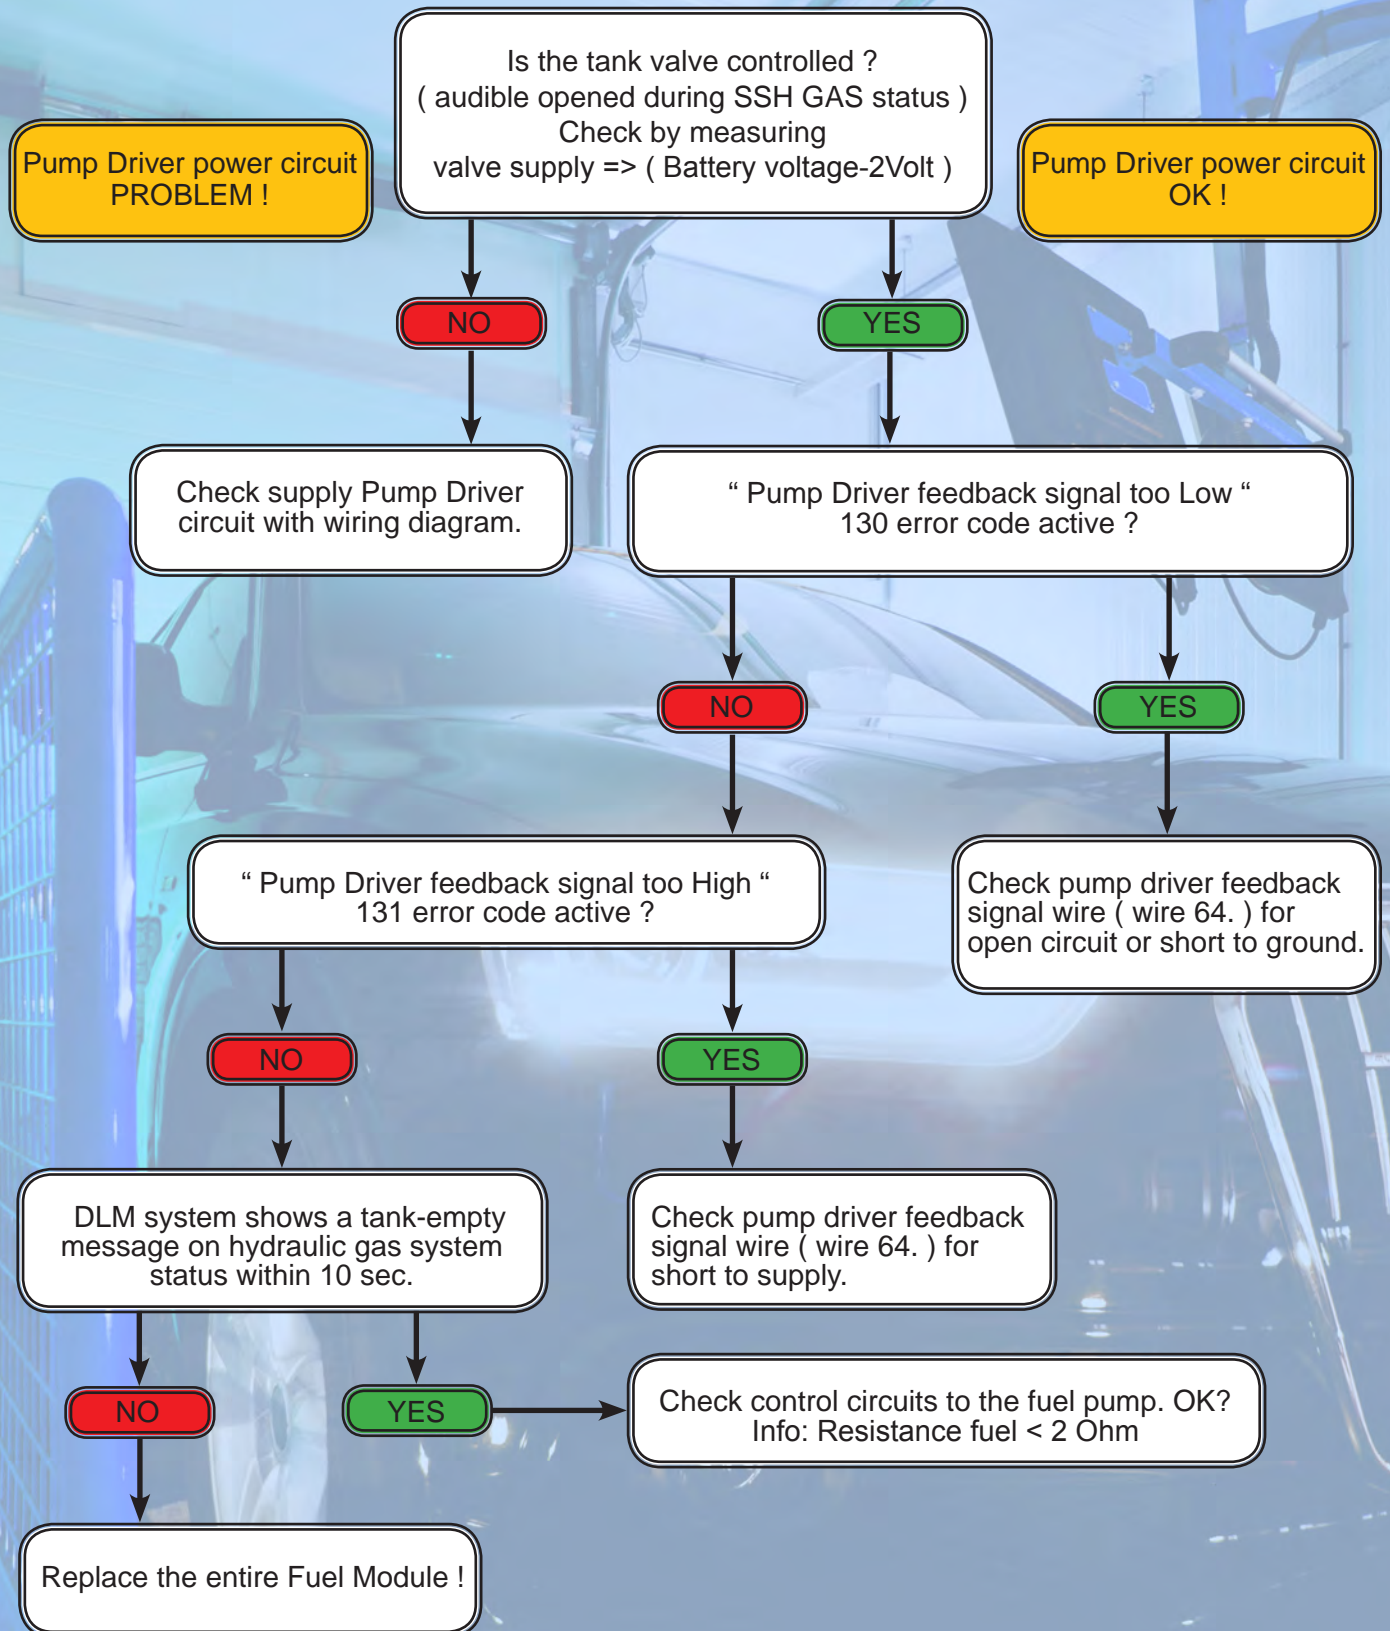 Is the tank valve controlled ?
( audible opened during SSH GAS status )
Check by measuring
valve supply => ( Battery voltage-2Volt )
Pump Driver power circuit
PROBLEM !
Pump Driver power circuit
OK !
NO
YES
Check supply Pump Driver
circuit with wiring diagram.
“ Pump Driver feedback signal too Low “
130 error code active ?
NO
YES
“ Pump Driver feedback signal too High “
131 error code active ?
Check pump driver feedback
signal wire ( wire 64. ) for
open circuit or short to ground.
NO
YES
DLM system shows a tank-empty
message on hydraulic gas system
status within 10 sec.
Check pump driver feedback
signal wire ( wire 64. ) for
short to supply.
NO
YES
Check control circuits to the fuel pump. OK?
Info: Resistance fuel < 2 Ohm
Replace the entire Fuel Module !